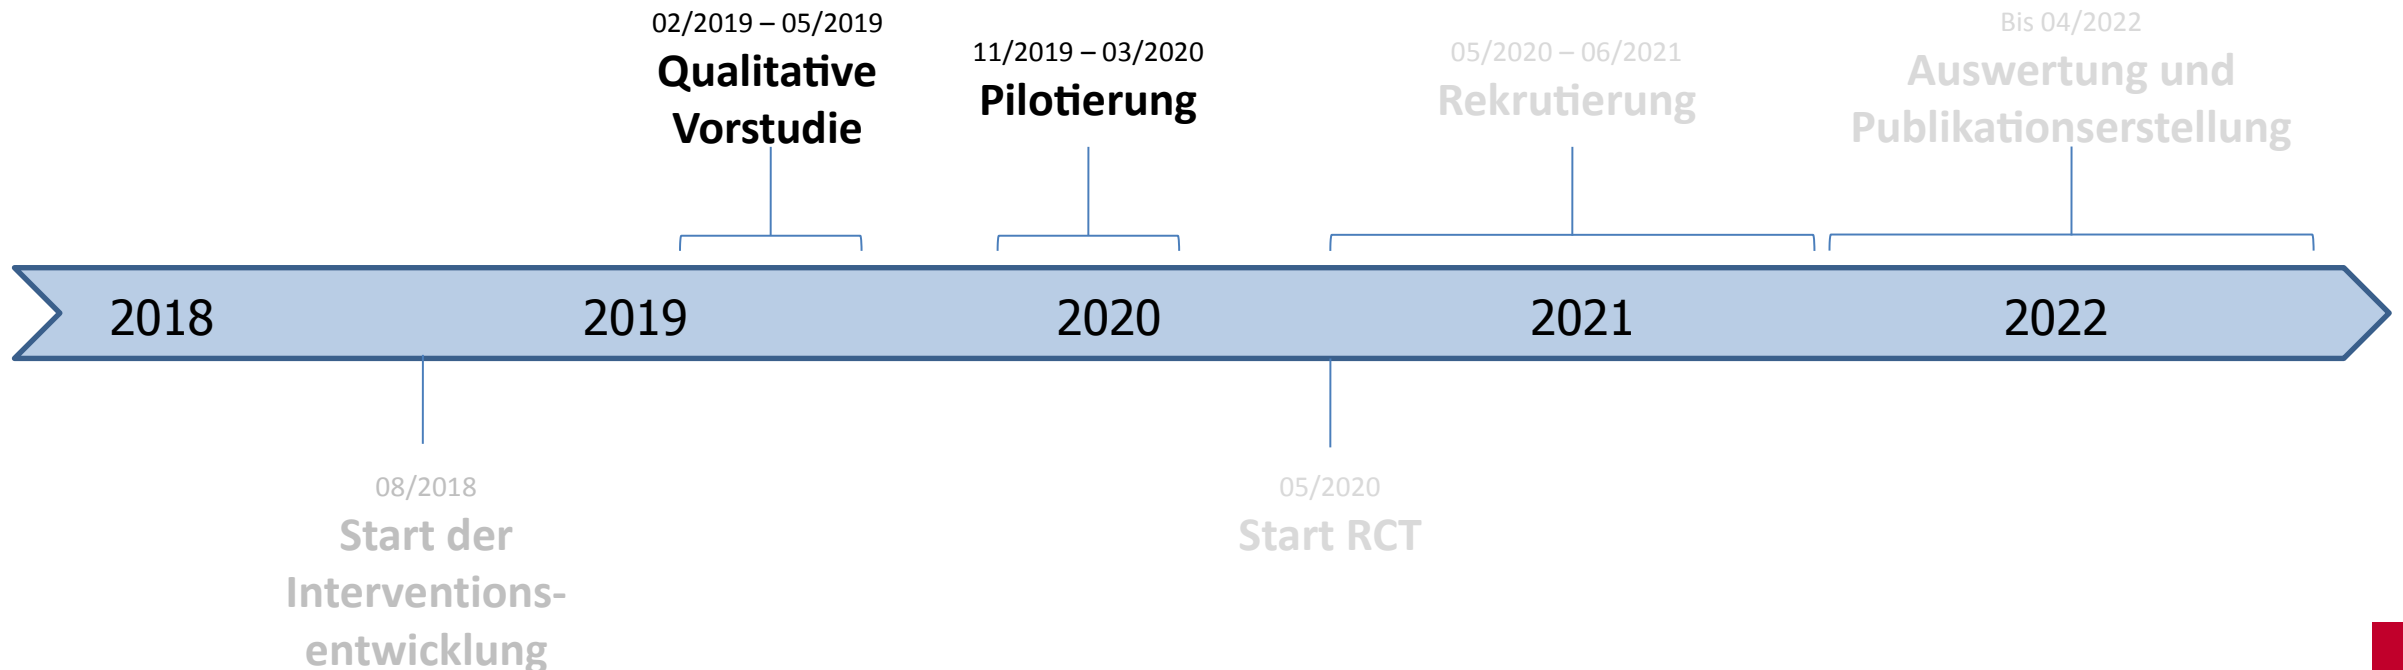 02/2019 – 05/2019
Qualitative
Vorstudie
11/2019 – 03/2020
Pilotierung
05/2020 – 06/2021
Rekrutierung
Bis 04/2022
Auswertung und
Publikationserstellung
2018
2019
2020
2021
2022
08/2018
Start der
Interventions-
entwicklung
05/2020
Start RCT